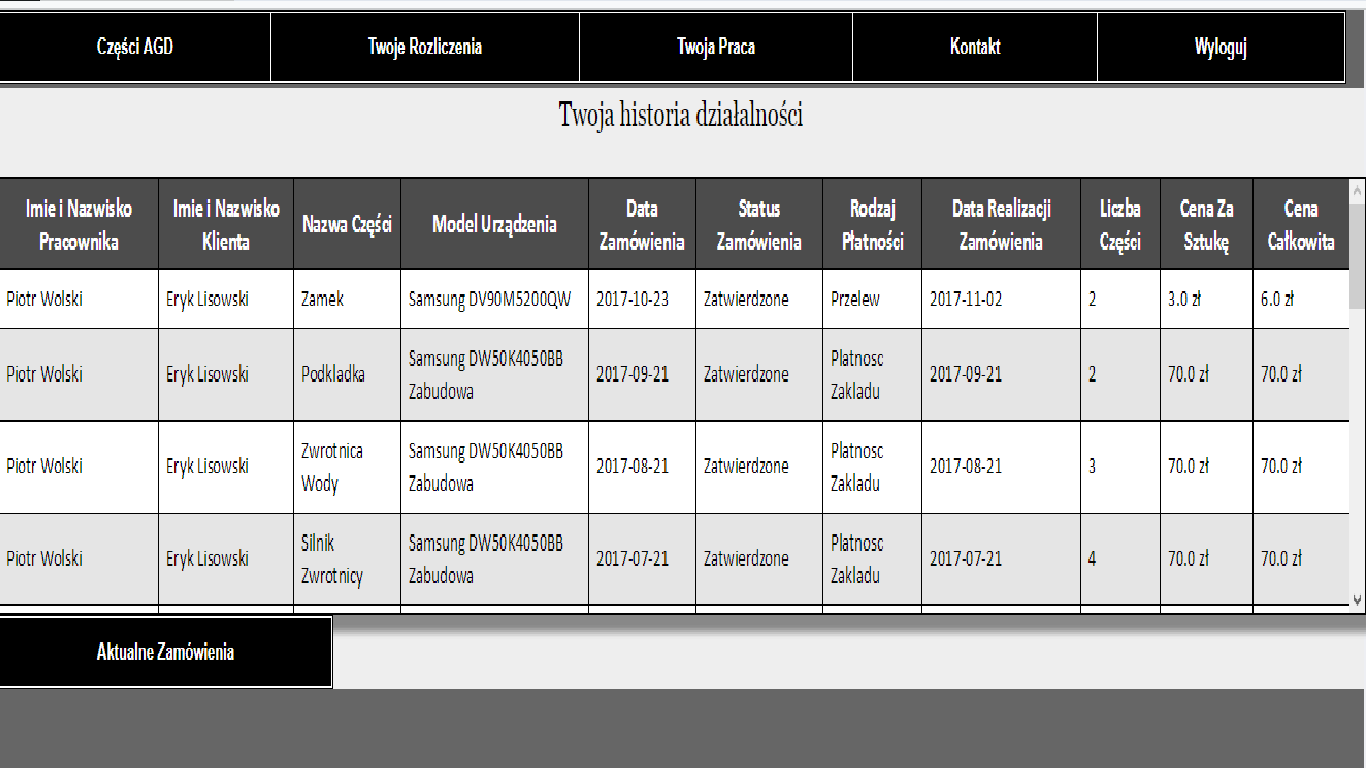 Części AGD
Twoje Rozliczenia
Twoja Praca
Kontakt
Wyloguj
Twoja historia działalności
Imie i Nazwisko
Pracownika
Imie i Nazwisko
Klienta
Nazwa Części
Model Urządzenia
Data
Zamówienia
Status
Zamówienia
Rodzaj
Płatności
Data Realizacji
Zamówienia
Liczba
Części
Cena Za
Sztukę
Cena
Całkowita
Piotr Wolski
Eryk Lisowski
Zamek
Samsung DV90M5200QW
2017-10-23
Zatwierdzone
Przelew
2017-11-02
2
3.0 zł
6.0 zł
Piotr Wolski
Eryk Lisowski
Podkladka
Samsung DW50K4050BB
Zabudowa
2017-09-21
Zatwierdzone
Platnosc
Zakladu
2017-09-21
2
70.0 zł
70.0 zł
Piotr Wolski
Eryk Lisowski
Zwrotnica
Wody
Samsung DW50K4050BB
Zabudowa
2017-08-21
Zatwierdzone
Platnosc
Zakladu
2017-08-21
3
70.0 zł
70.0 zł
Piotr Wolski
Eryk Lisowski
Silnik
Zwrotnicy
Samsung DW50K4050BB
Zabudowa
2017-07-21
Zatwierdzone
Platnosc
Zakladu
2017-07-21
4
70.0 zł
70.0 zł
Aktualne Zamówienia